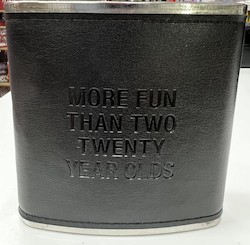 MORE FUN
THAN TWO
TWENTY
YEAR OLDS